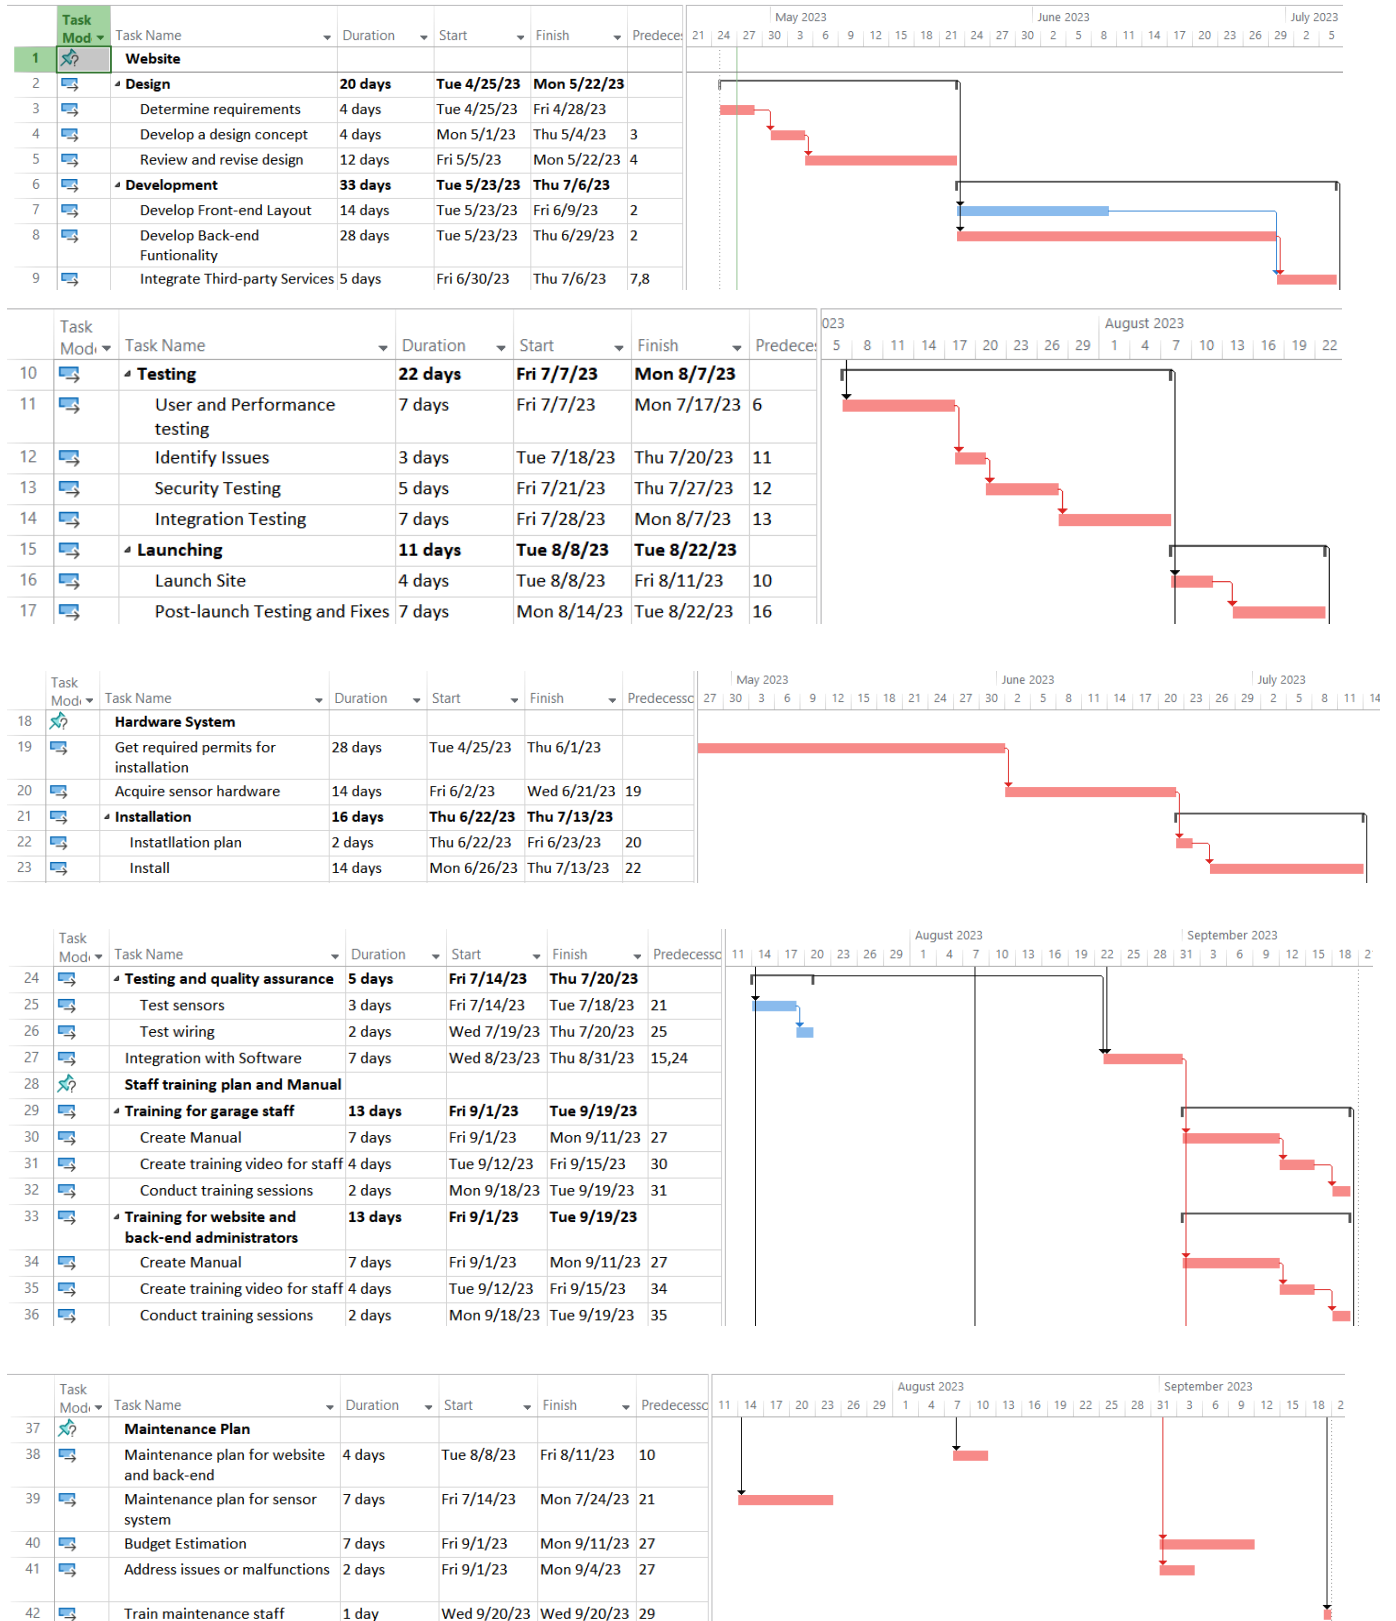 Task Mod Task Name Duration Start Finish Predeces
May 2023 June 2023 July 2023
21 24 27 30 3 6 9 12 15 18 21 24 27 30 2 5 8 11 14 17 20 23 26 29 2 5
1 Website
2 Design 20 days Tue 4/25/23 Mon 5/22/23
3 Determine requirements 4 days Tue 4/25/23 Fri 4/28/23
4 Develop a design concept 4 days Mon 5/1/23 Thu 5/4/23 3
5 Review and revise design 12 days Fri 5/5/23 Mon 5/22/23 4
6 Development 33 days Tue 5/23/23 Thu 7/6/23
7 Develop Front-end Layout 14 days Tue 5/23/23 Fri 6/9/23 2
8 Develop Back-end 28 days Tue 5/23/23 Thu 6/29/23 2
Funtionality
9 Integrate Third-party Services 5 days Fri 6/30/23 Thu 7/6/23 7,8
Task Mod Task Name Duration Start Finish Predeces
023 August 2023
5 8 11 14 17 20 23 26 29 1 4 7 10 13 16 19 22
10 Testing 22 days Fri 7/7/23 Mon 8/7/23
11 User and Performance 7 days Fri 7/7/23 Mon 7/17/23 6
testing
12 Identify Issues 3 days Tue 7/18/23 Thu 7/20/23 11
13 Security Testing 5 days Fri 7/21/23 Thu 7/27/23 12
14 Integration Testing 7 days Fri 7/28/23 Mon 8/7/23 13
15 Launching 11 days Tue 8/8/23 Tue 8/22/23
16 Launch Site 4 days Tue 8/8/23 Fri 8/11/23 10
17 Post-launch Testing and Fixes 7 days Mon 8/14/23 Tue 8/22/23 16
Task Mod Task Name Duration Start Finish Predecesso
May 2023 June 2023 July 2023
27 30 3 6 9 12 15 18 21 24 27 30 2 5 8 11 14 17 20 23 26 29 2 5 8 11 14
18 Hardware System
19 Get required permits for 28 days Tue 4/25/23 Thu 6/1/23
installation
20 Acquire sensor hardware 14 days Fri 6/2/23 Wed 6/21/23 19
21 Installation 16 days Thu 6/22/23 Thu 7/13/23
22 Instatllation plan 2 days Thu 6/22/23 Fri 6/23/23 20
23 Install 14 days Mon 6/26/23 Thu 7/13/23 22
Task Mod Task Name Duration Start Finish Predecesso
August 2023 September 2023
11 14 17 20 23 26 29 1 4 7 10 13 16 19 22 25 28 31 3 6 9 12 15 18 2
24 Testing and quality assurance 5 days Fri 7/14/23 Thu 7/20/23
25 Test sensors 3 days Fri 7/14/23 Tue 7/18/23 21
26 Test wiring 2 days Wed 7/19/23 Thu 7/20/23 25
27 Integration with Software 7 days Wed 8/23/23 Thu 8/31/23 15,24
28 Staff training plan and Manual
29 Training for garage staff 13 days Fri 9/1/23 Tue 9/19/23
30 Create Manual 7 days Fri 9/1/23 Mon 9/11/23 27
31 Create training video for staff 4 days Tue 9/12/23 Fri 9/15/23 30
32 Conduct training sessions 2 days Mon 9/18/23 Tue 9/19/23 31
33 Training for website and 13 days Fri 9/1/23 Tue 9/19/23
back-end administrators
34 Create Manual 7 days Fri 9/1/23 Mon 9/11/23 27
35 Create training video for staff 4 days Tue 9/12/23 Fri 9/15/23 34
36 Conduct training sessions 2 days Mon 9/18/23 Tue 9/19/23 35
Task Mod Task Name Duration Start Finish Predecesso
August 2023 September 2023
11 14 17 20 23 26 29 1 4 7 10 13 16 19 22 25 28 31 3 6 9 12 15 18 2
37 Maintenance Plan
38 Maintenance plan for website 4 days Tue 8/8/23 Fri 8/11/23 10
and back-end
39 Maintenance plan for sensor 7 days Fri 7/14/23 Mon 7/24/23 21
system
40 Budget Estimation 7 days Fri 9/1/23 Mon 9/11/23 27
41 Address issues or malfunctions 2 days Fri 9/1/23 Mon 9/4/23 27
42 Train maintenance staff 1 day Wed 9/20/23 Wed 9/20/23 29